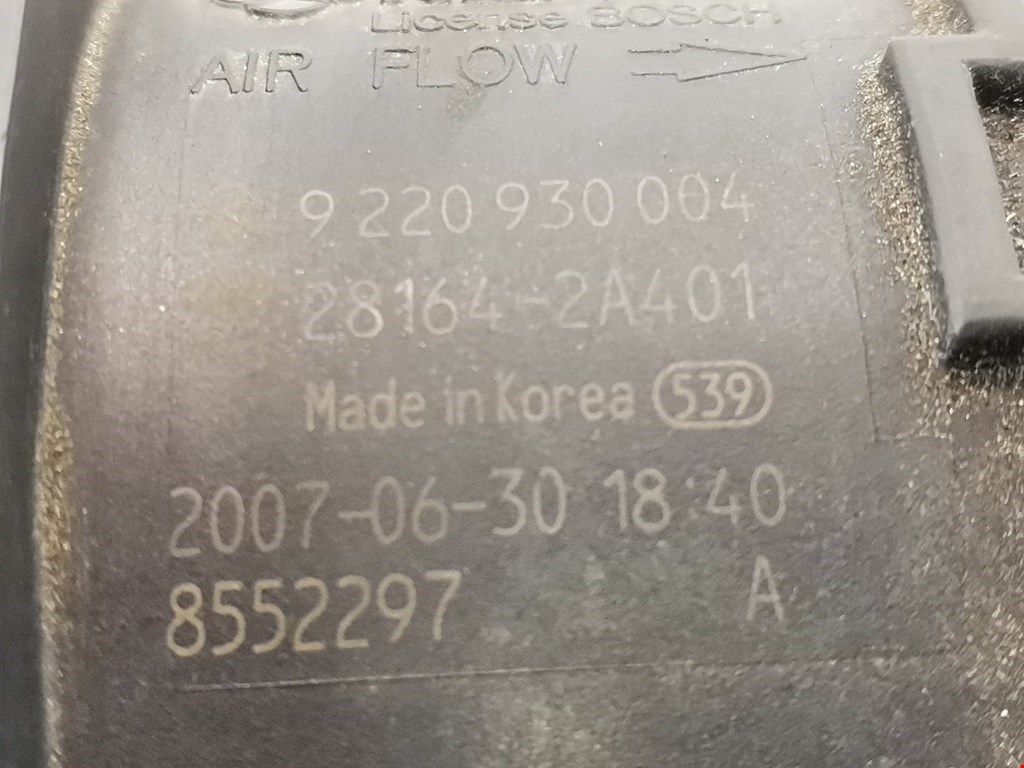 License BOSCH
AIR FLOW
9 220 930 004
28164-2A401
Made in Korea 539
2007-06-30 18:40
8552297 A